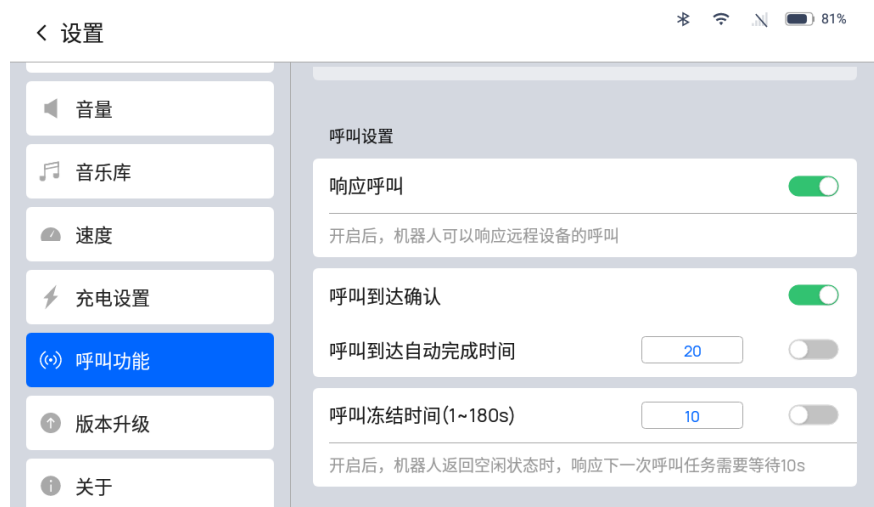 设置
81%
音量
音乐库
速度
充电设置
呼叫功能
版本升级
关于
呼叫设置
响应呼叫
开启后，机器人可以响应远程设备的呼叫
呼叫到达确认
呼叫到达自动完成时间 20
呼叫冻结时间(1~180s) 10
开启后，机器人返回空闲状态时，响应下一次呼叫任务需要等待10s